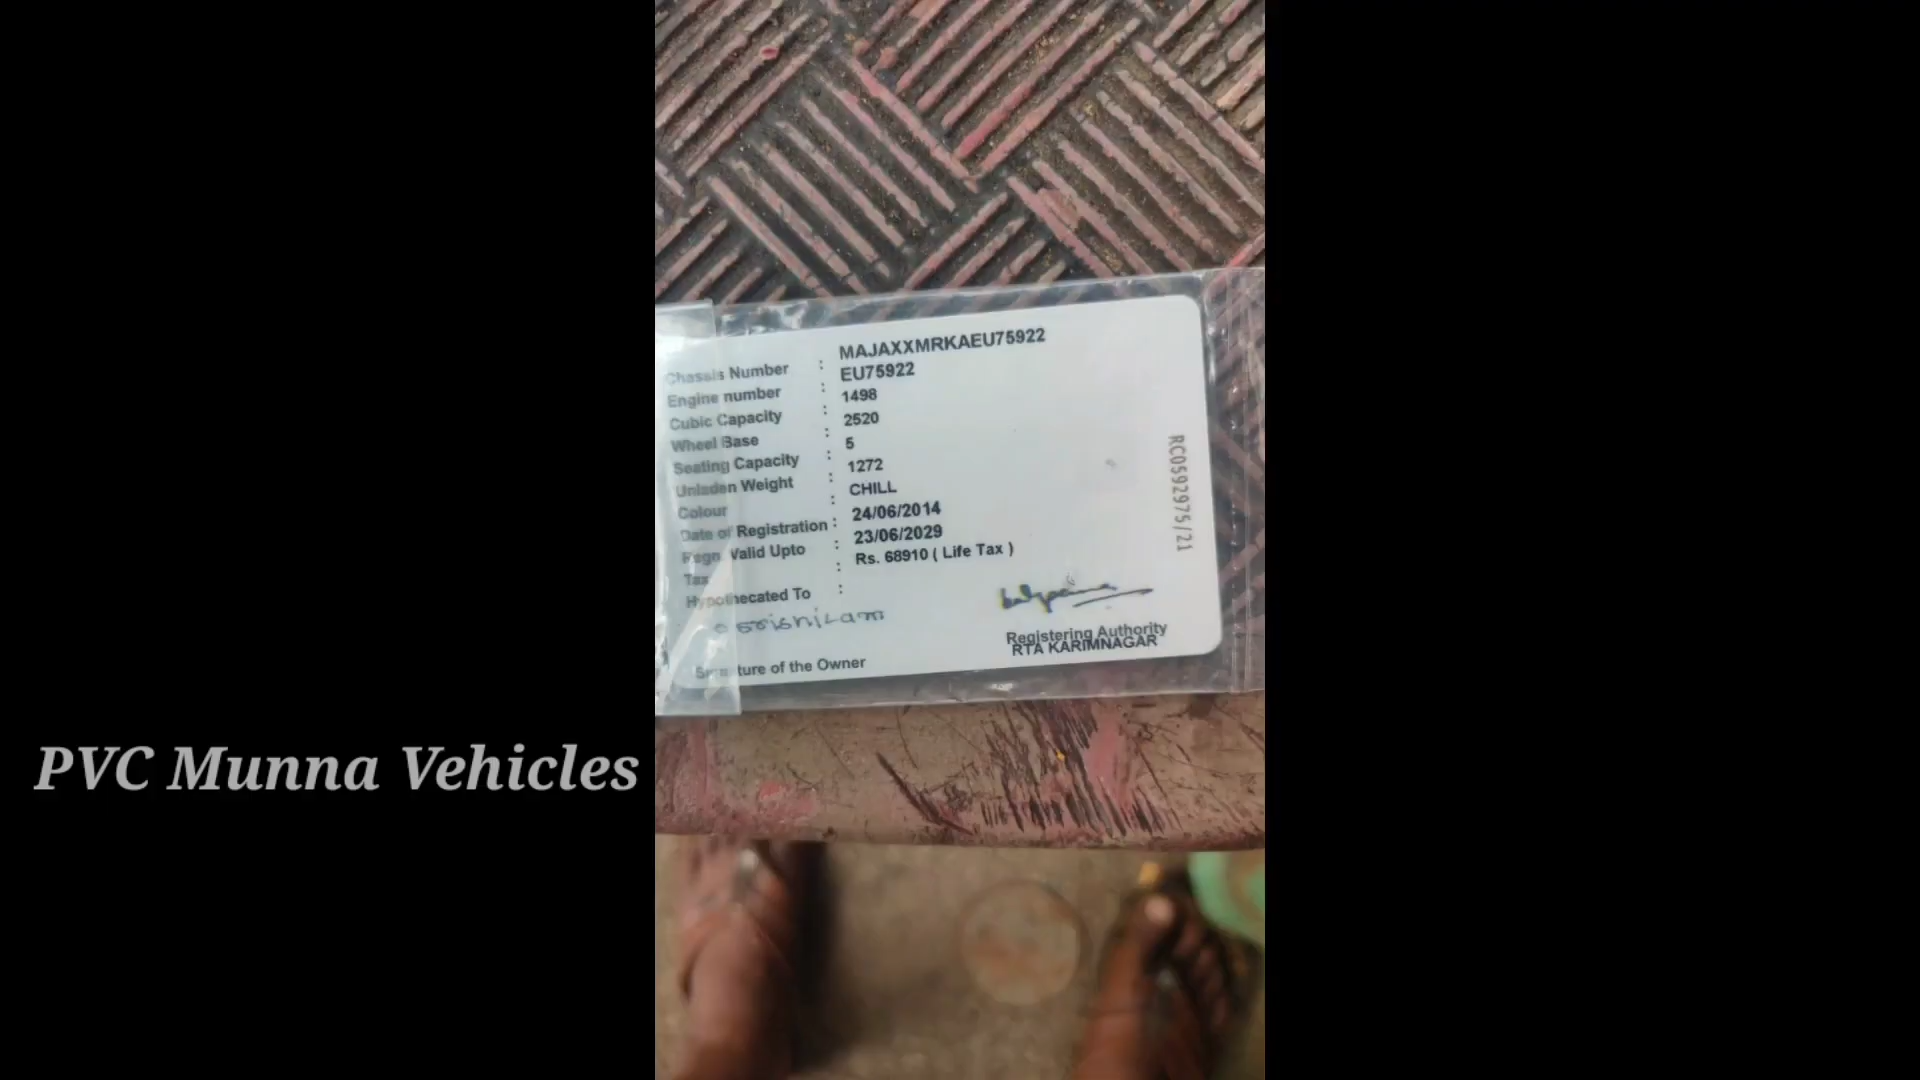 Chassis Number : MAJAXXMRKAEU75922
Engine number : EU75922
Cubic Capacity : 1498
Wheel Base : 2520
Seating Capacity : 5
Unladen Weight : 1272
Colour : CHILL
Date of Registration : 24/06/2014
Regn Valid Upto : 23/06/2029
Tax : Rs. 68910 ( Life Tax )
Hypothecated To :
Signature of the Owner
Registering Authority
RTA KARIMNAGAR
RC0592975/21
PVC Munna Vehicles